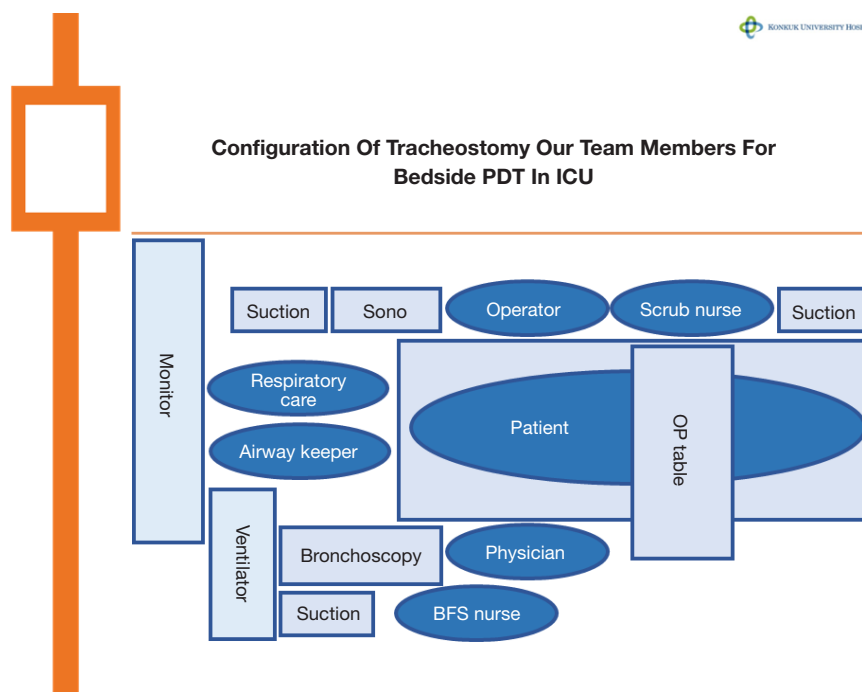 KONKUK UNIVERSITY HOS
Configuration Of Tracheostomy Our Team Members For
Bedside PDT In ICU
Monitor
Suction
Sono
Operator
Scrub nurse
Suction
Respiratory
care
Airway keeper
Patient
OP table
Ventilator
Bronchoscopy
Physician
Suction
BFS nurse